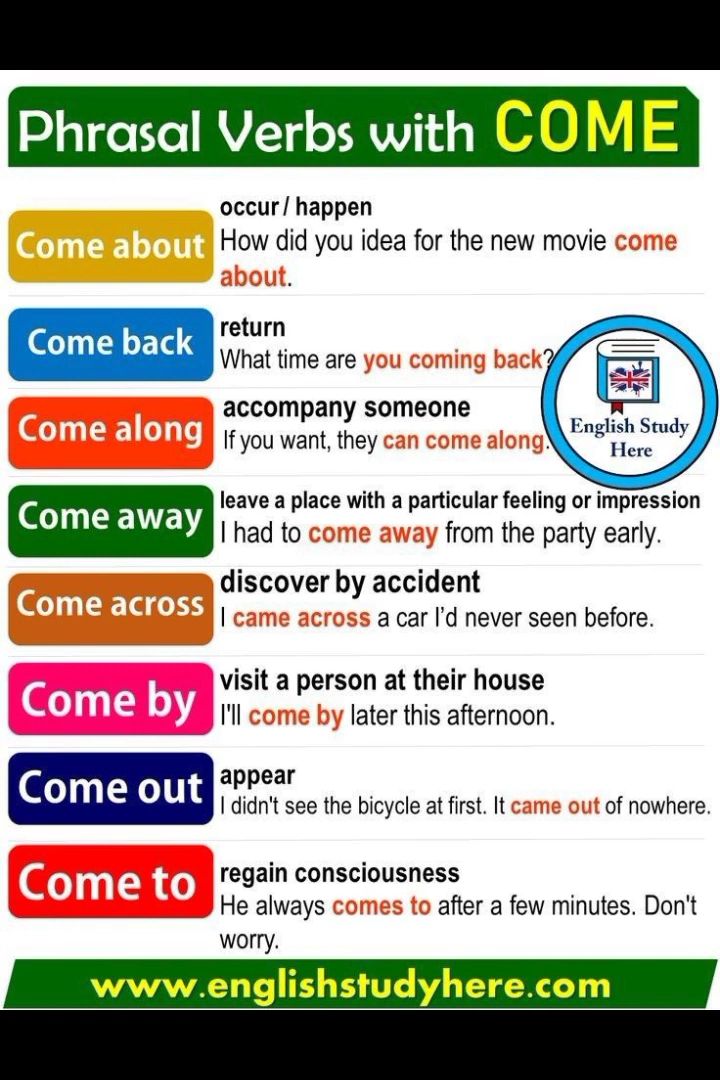 Phrasal Verbs with COME
Come about
occur / happen
How did you idea for the new movie come
about.
Come back
return
What time are you coming back?
Come along
accompany someone
If you want, they can come along.
English Study
Here
Come away
leave a place with a particular feeling or impression
I had to come away from the party early.
Come across
discover by accident
I came across a car I'd never seen before.
Come by
visit a person at their house
I'll come by later this afternoon.
Come out
appear
I didn't see the bicycle at first. It came out of nowhere.
Come to
regain consciousness
He always comes to after a few minutes. Don't
worry.
www.englishstudyhere.com